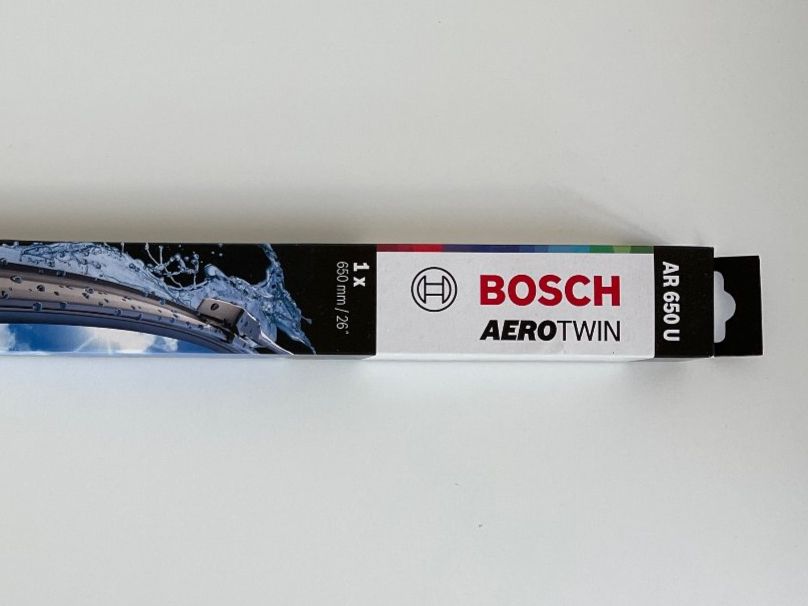 1 x
650 mm / 26"
BOSCH
AEROTWIN
AR 650 U